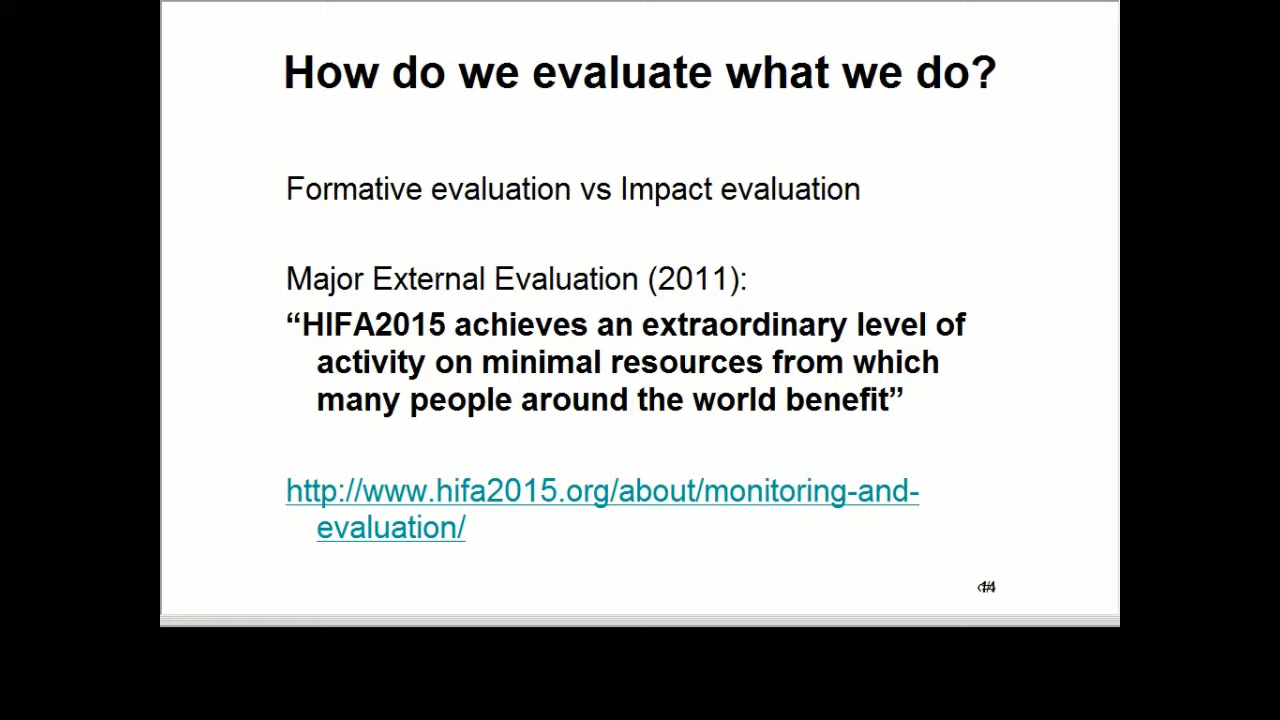 How do we evaluate what we do?
Formative evaluation vs Impact evaluation
Major External Evaluation (2011):
“HIFA2015 achieves an extraordinary level of
activity on minimal resources from which
many people around the world benefit”
http://www.hifa2015.org/about/monitoring-and-
evaluation/